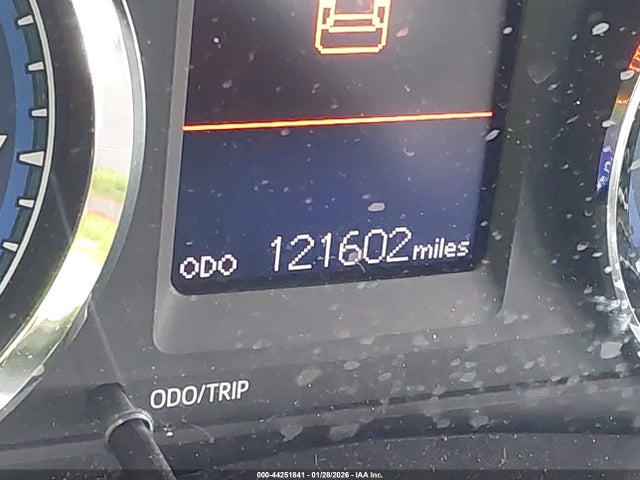 ODO 121602 miles
ODO/TRIP
000-44251841 - 01/28/2026 - IAA Inc.